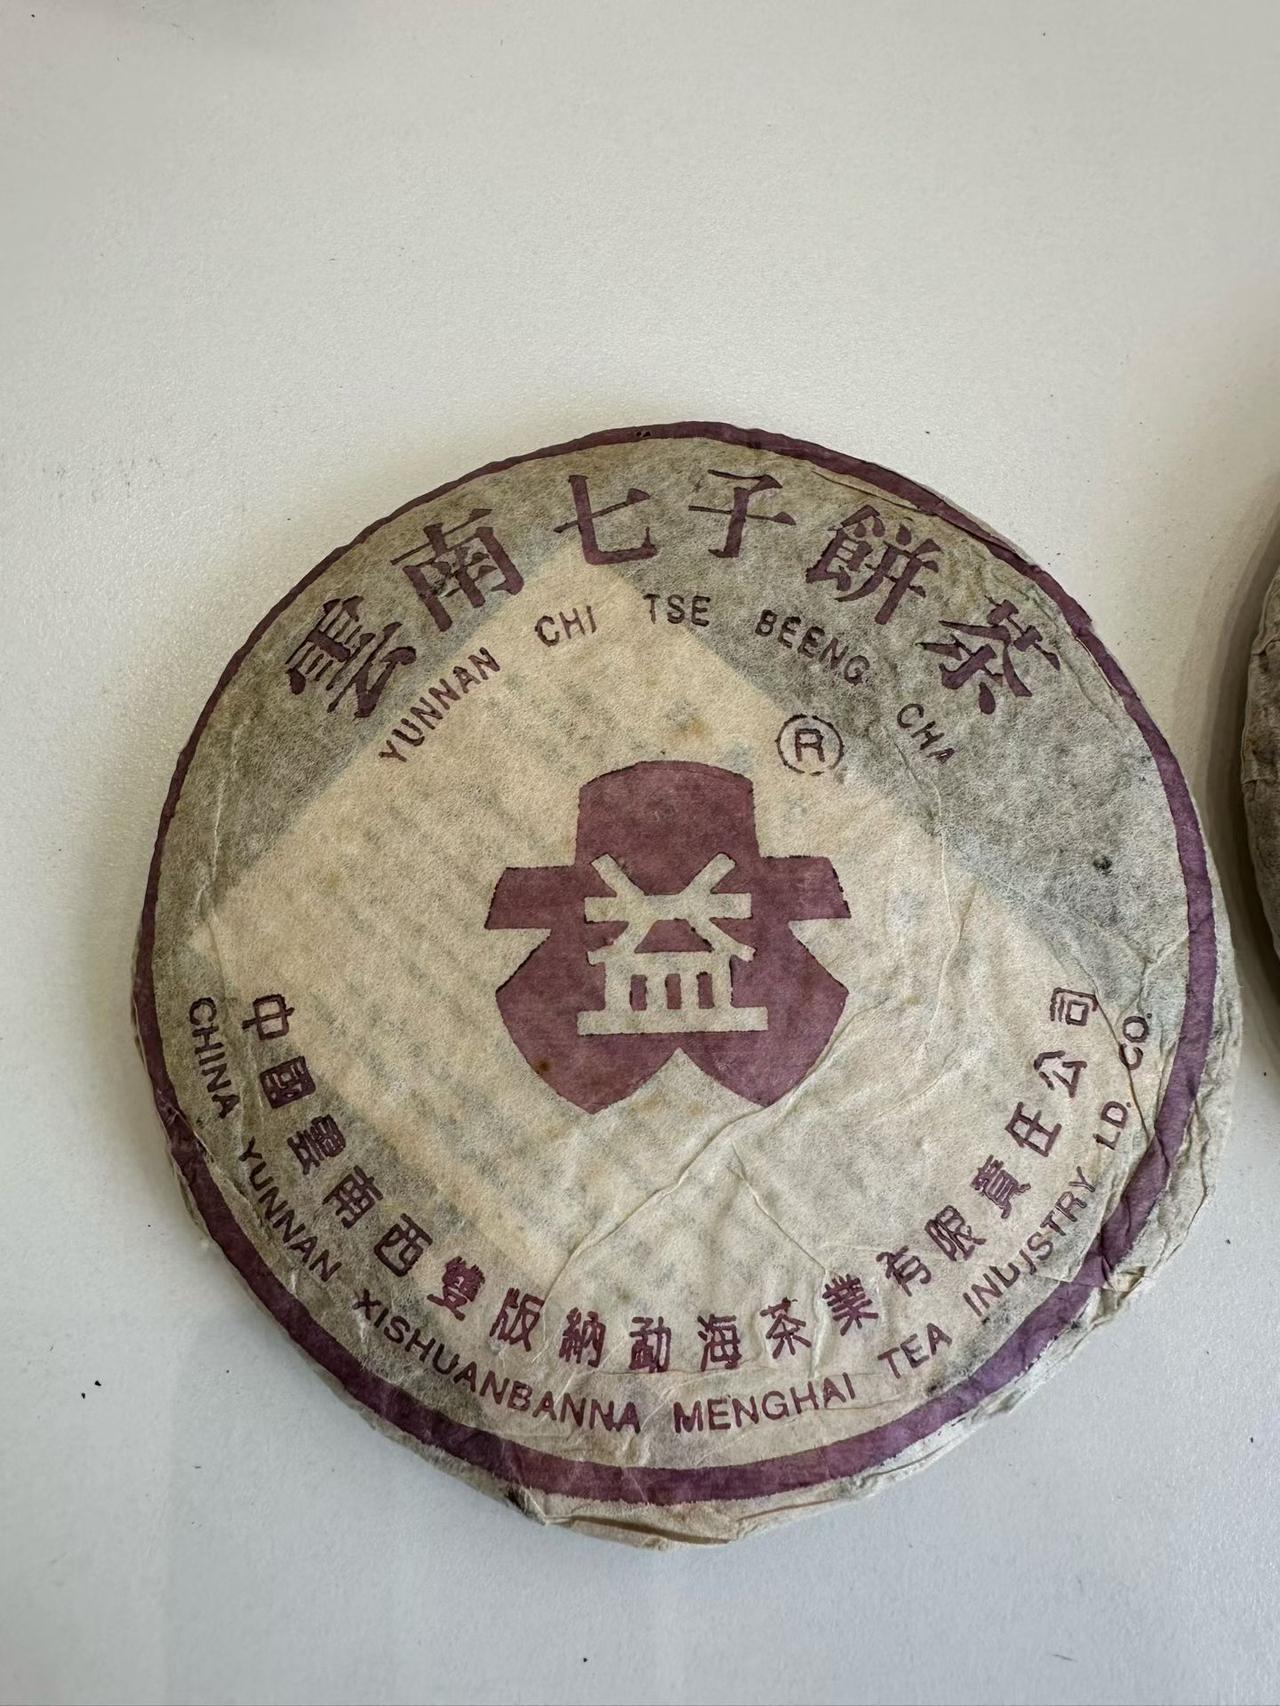 雲南七子餅茶
YUNNAN CHI TSE BEENG CHA
R
益
中國雲南西雙版納勐海茶業有限責任公司
CHINA YUNNAN XISHUANBANNA MENGHAI TEA INDUSTRY LD. CO.